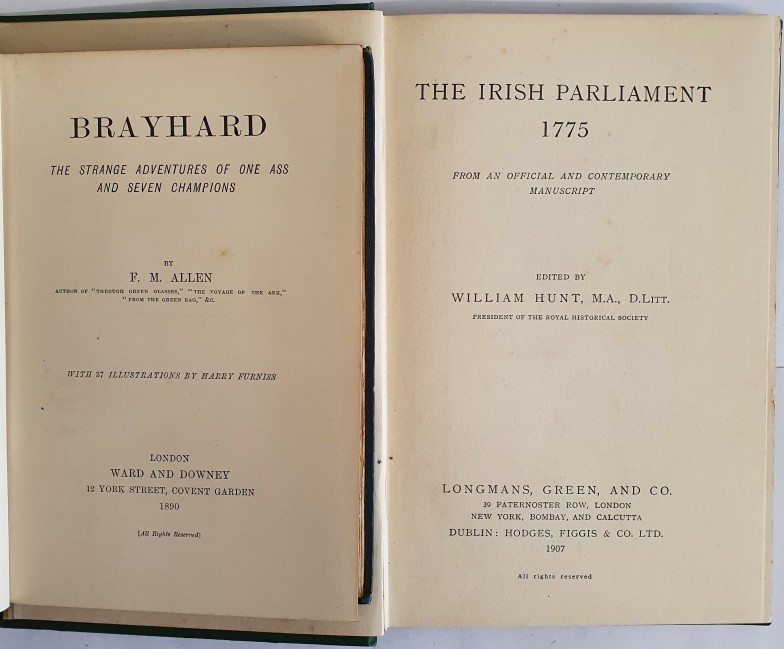 BRAYHARD
THE STRANGE ADVENTURES OF ONE ASS
AND SEVEN CHAMPIONS
BY
F. M. ALLEN
AUTHOR OF "THROUGH GREEN GLASSES," "THE VOYAGE OF THE ARK,"
"FROM THE GREEN BAG," &C.
WITH 37 ILLUSTRATIONS BY HARRY FURNISS
LONDON
WARD AND DOWNEY
12 YORK STREET, COVENT GARDEN
1890
[All Rights Reserved]
THE IRISH PARLIAMENT
1775
FROM AN OFFICIAL AND CONTEMPORARY
MANUSCRIPT
EDITED BY
WILLIAM HUNT, M.A., D.LITT.
PRESIDENT OF THE ROYAL HISTORICAL SOCIETY
LONGMANS, GREEN, AND CO.
39 PATERNOSTER ROW, LONDON
NEW YORK, BOMBAY, AND CALCUTTA
DUBLIN: HODGES, FIGGIS & CO. LTD.
1907
All rights reserved